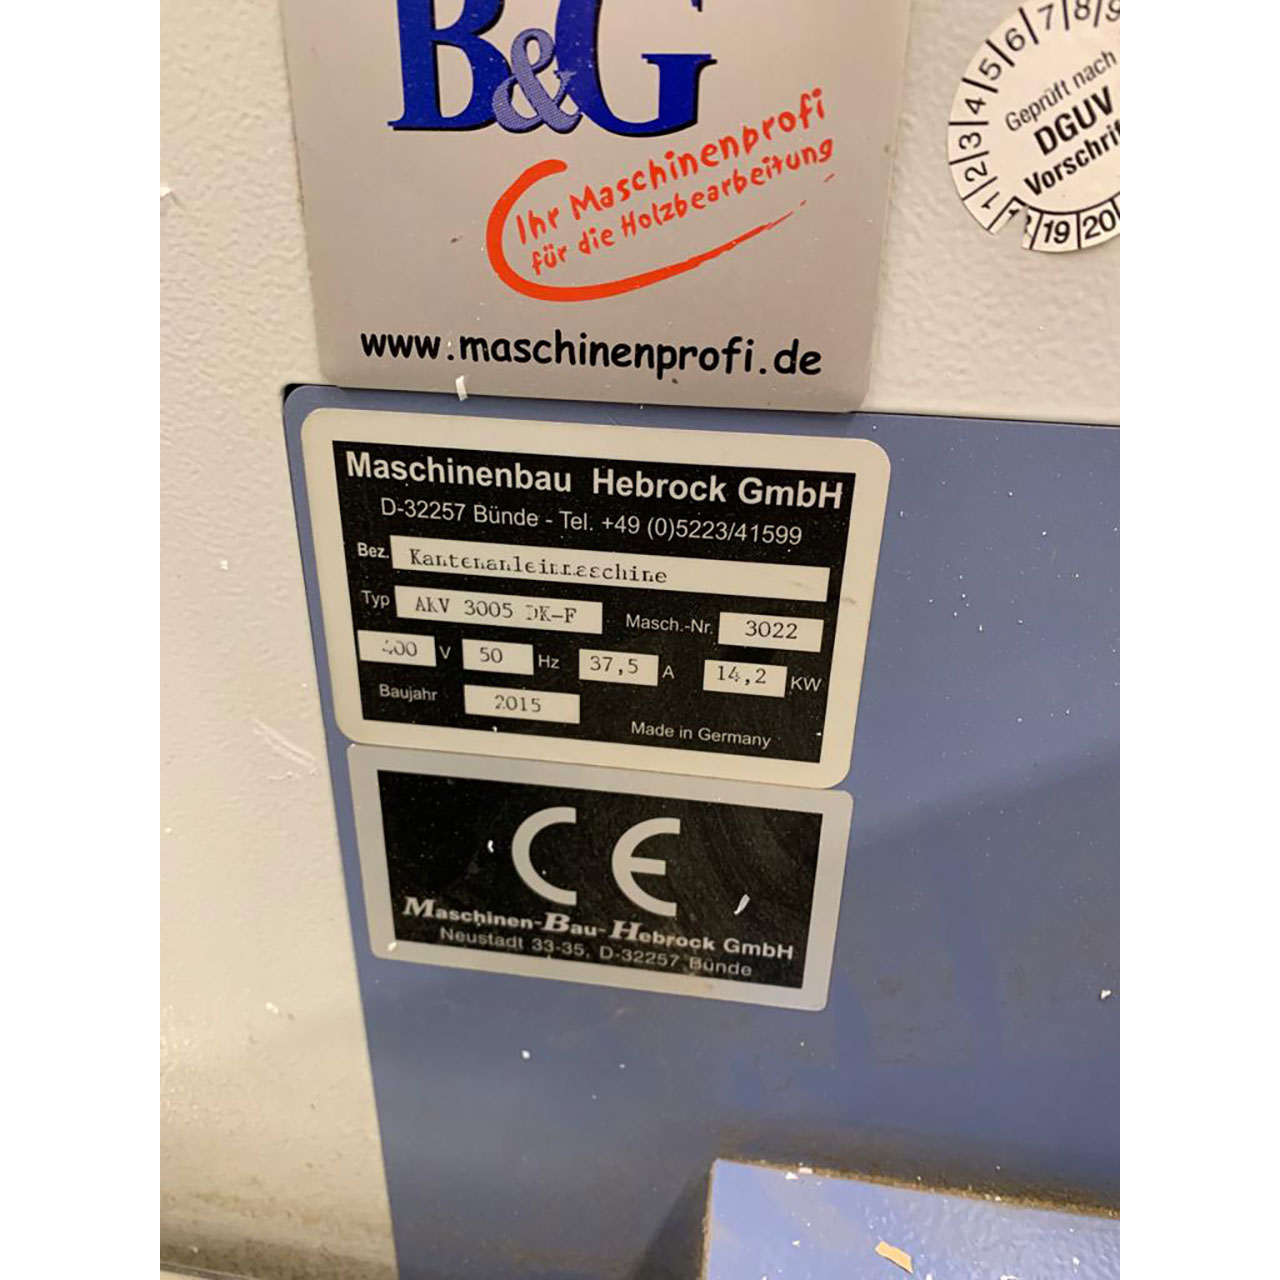 B&G
Ihr Maschinenprofi
für die Holzbearbeitung
www.maschinenprofi.de
1 2 3 4 5 6 7 8 9
Geprüft nach
DGUV
19 20
Maschinenbau Hebrock GmbH
D-32257 Bünde - Tel. +49 (0)5223/41599
Bez. Kantenanleimmaschine
Typ AKV 3005 DK-F Masch.-Nr. 3022
400 V 50 Hz 37,5 A 14,2 KW
Baujahr 2015
Made in Germany
CE
Maschinen-Bau-Hebrock GmbH
Neustadt 33-35, D-32257 Bünde